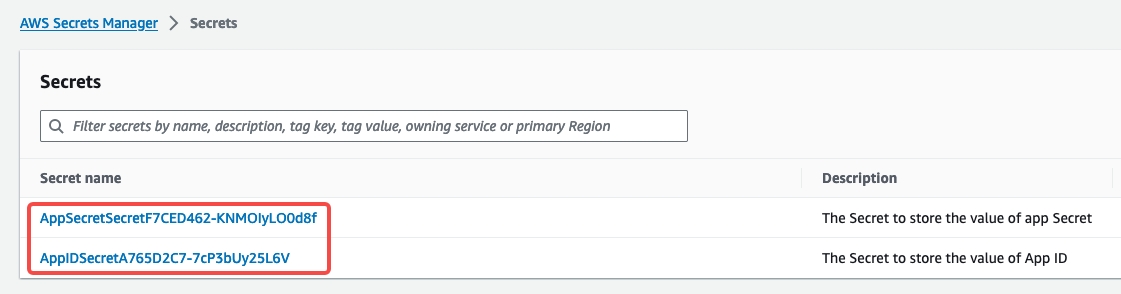 AWS Secrets Manager > Secrets
Secrets
Filter secrets by name, description, tag key, tag value, owning service or primary Region
Secret name Description
AppSecretSecretF7CED462-KNMOIyLO0d8f The Secret to store the value of app Secret
AppIDSecretA765D2C7-7cP3bUy25L6V The Secret to store the value of App ID